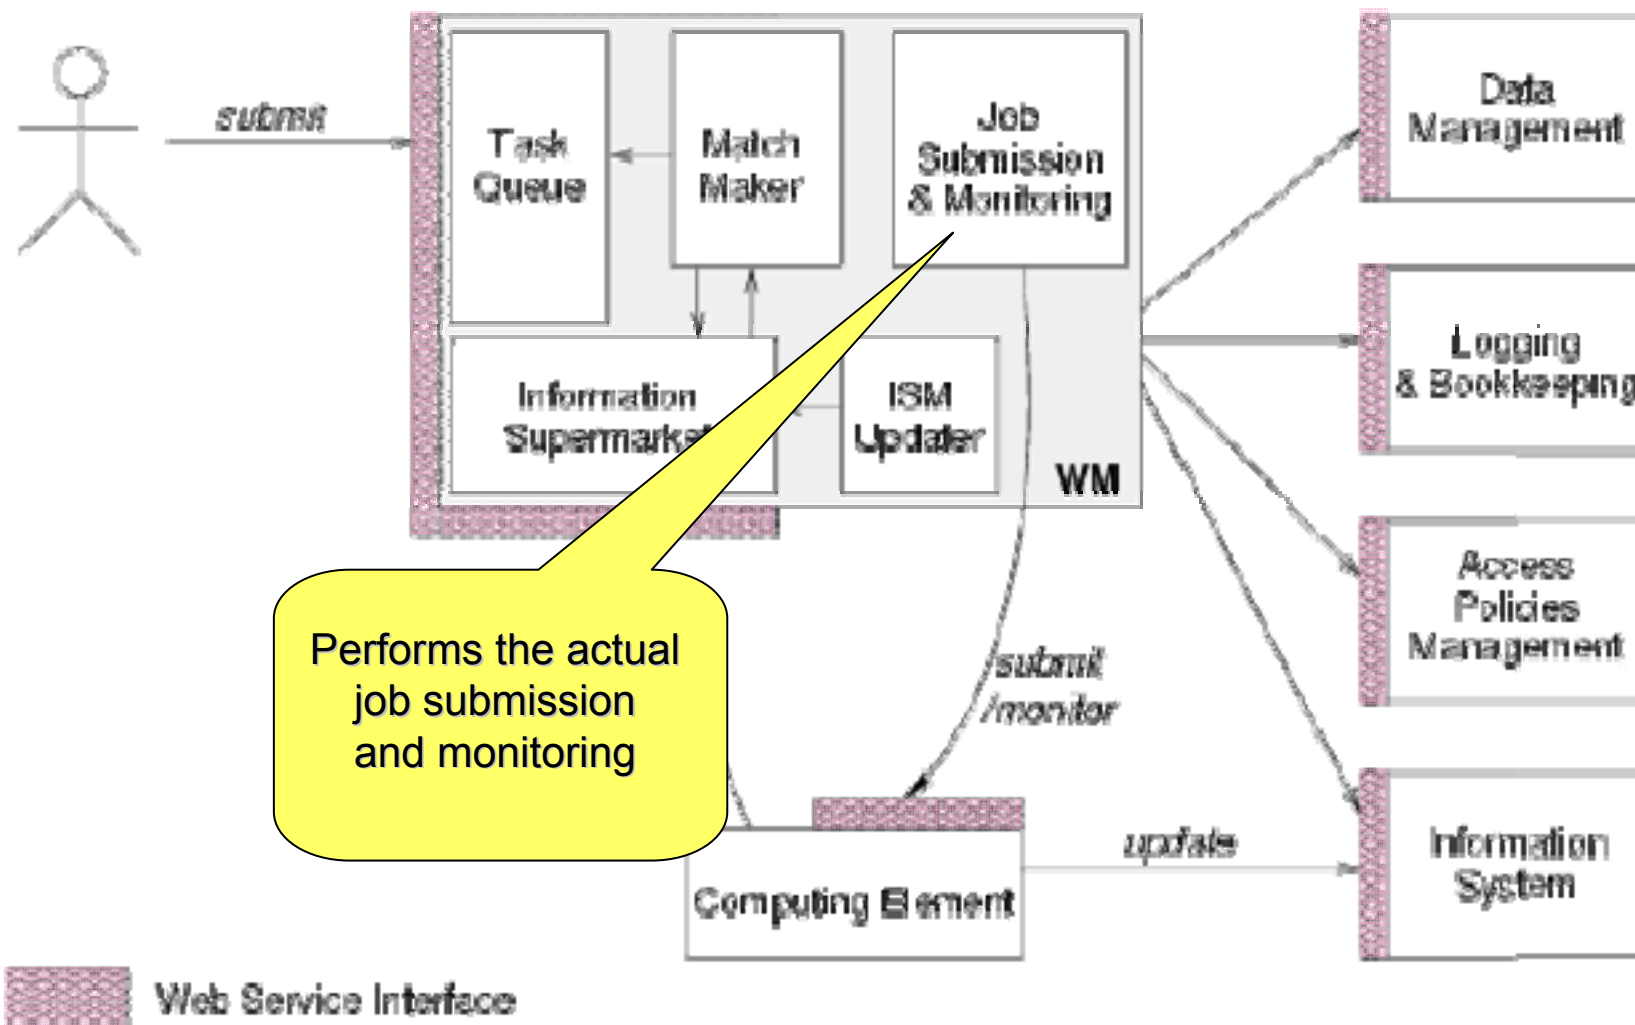 submit
Task
Queue
Match
Maker
Job
Submission
& Monitoring
Data
Management
Information
Supermarket
ISM
Updater
WM
Logging
& Bookkeeping
Access
Policies
Management
Performs the actual
job submission
and monitoring
submit
/monitor
update
Computing Element
Information
System
Web Service Interface